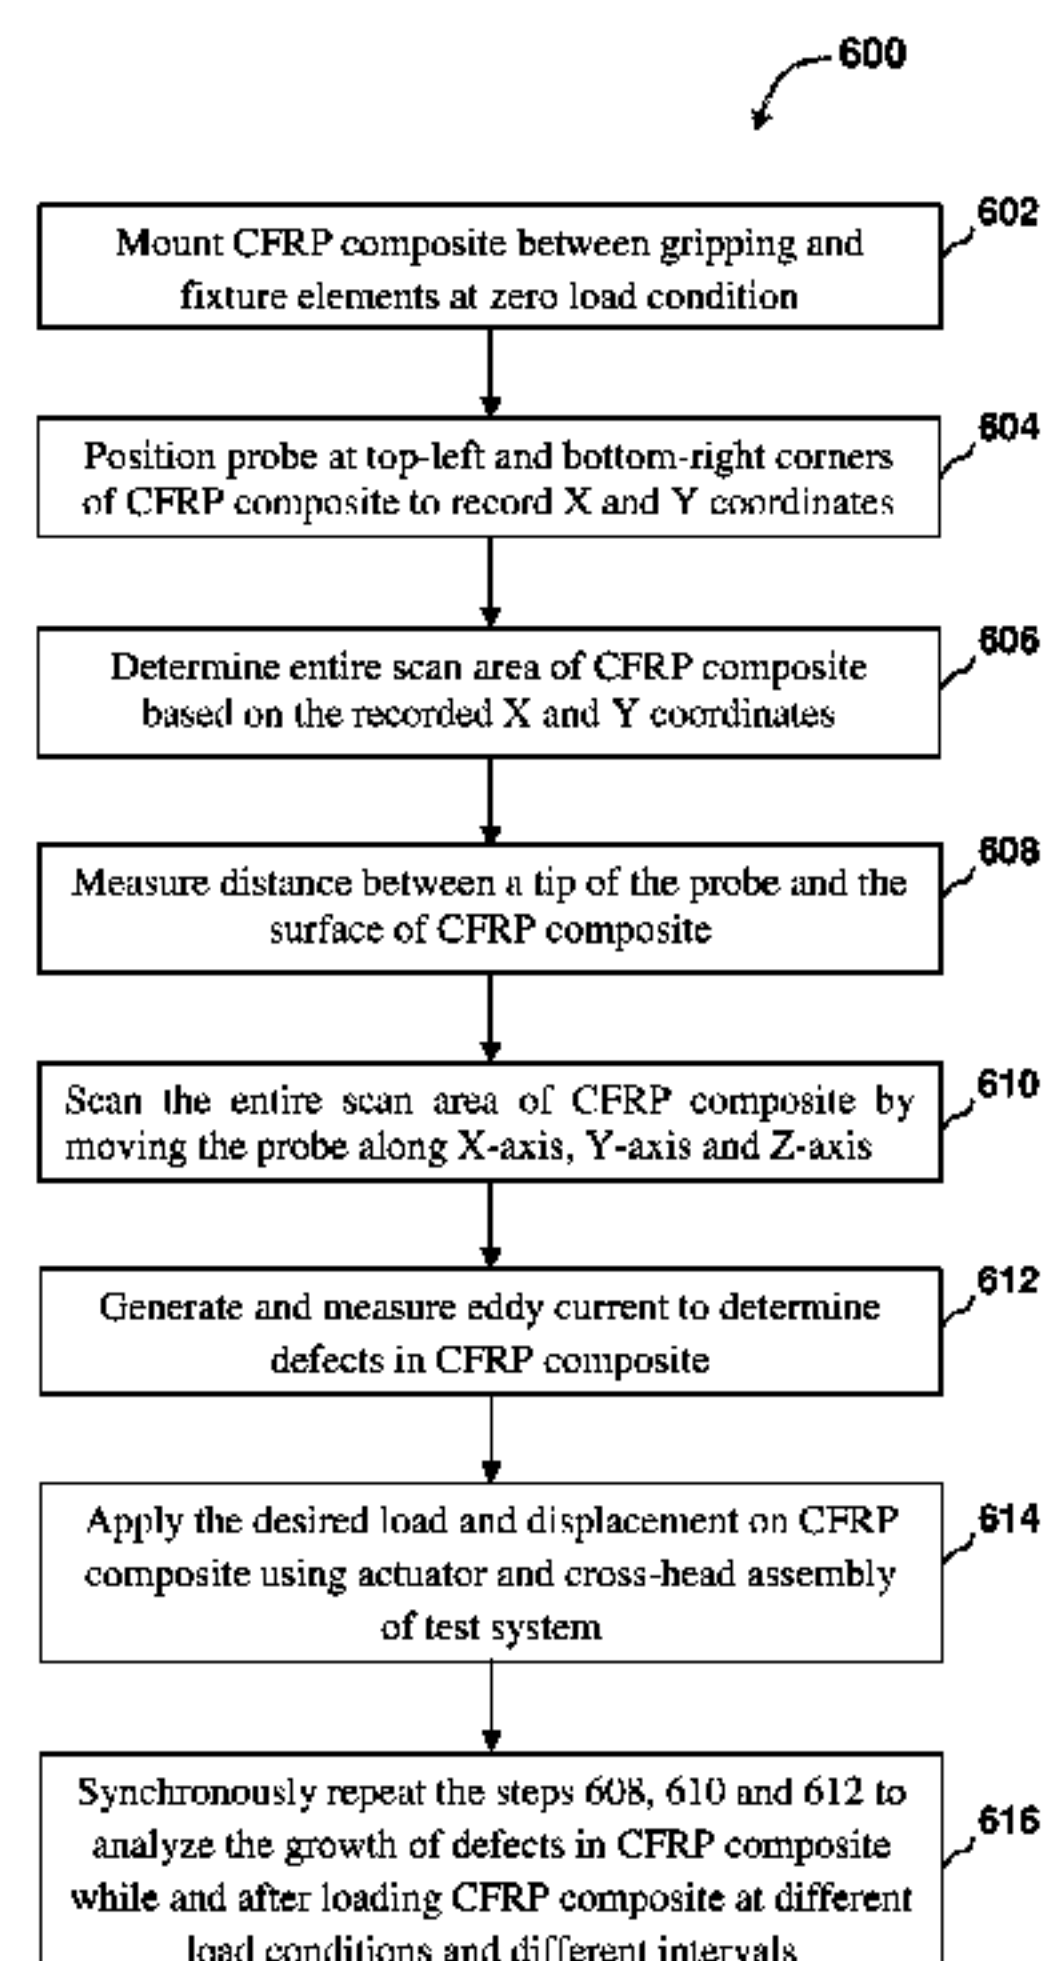 600
602
Mount CFRP composite between gripping and
fixture elements at zero load condition
604
Position probe at top-left and bottom-right corners
of CFRP composite to record X and Y coordinates
606
Determine entire scan area of CFRP composite
based on the recorded X and Y coordinates
608
Measure distance between a tip of the probe and the
surface of CFRP composite
610
Scan the entire scan area of CFRP composite by
moving the probe along X-axis, Y-axis and Z-axis
612
Generate and measure eddy current to determine
defects in CFRP composite
614
Apply the desired load and displacement on CFRP
composite using actuator and cross-head assembly
of test system
616
Synchronously repeat the steps 608, 610 and 612 to
analyze the growth of defects in CFRP composite
while and after loading CFRP composite at different
load conditions and different intervals